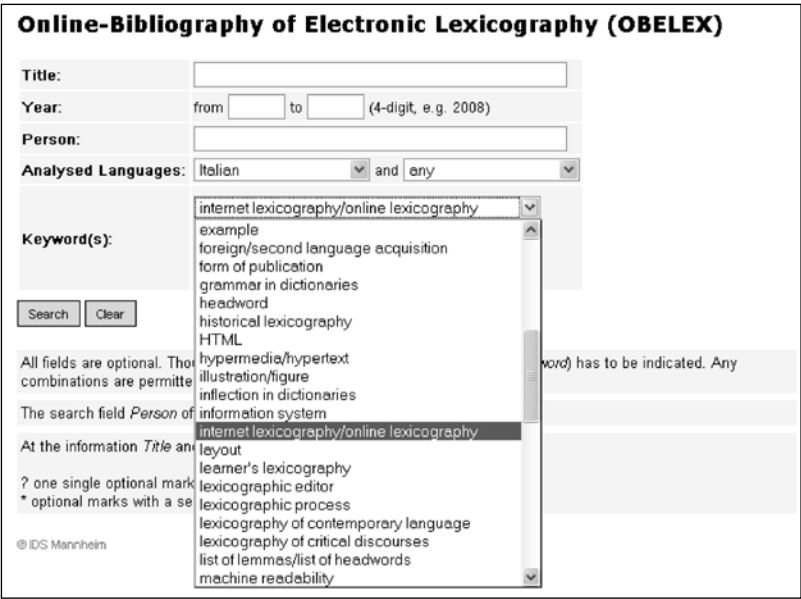 Online-Bibliography of Electronic Lexicography (OBELEX)
Title:
Year: from to (4-digit, e.g. 2008)
Person:
Analysed Languages: Italian and any
Keyword(s):
internet lexicography/online lexicography
example
foreign/second language acquisition
form of publication
grammar in dictionaries
headword
historical lexicography
HTML
hypermedia/hypertext
illustration/figure
inflection in dictionaries
information system
internet lexicography/online lexicography
layout
learner's lexicography
lexicographic editor
lexicographic process
lexicography of contemporary language
lexicography of critical discourses
list of lemmas/list of headwords
machine readability
Search Clear
All fields are optional. has to be indicated. Any
combinations are
The search field Person of
At the information Title
? one single optional mark
* optional marks with a
© IDS Mannheim